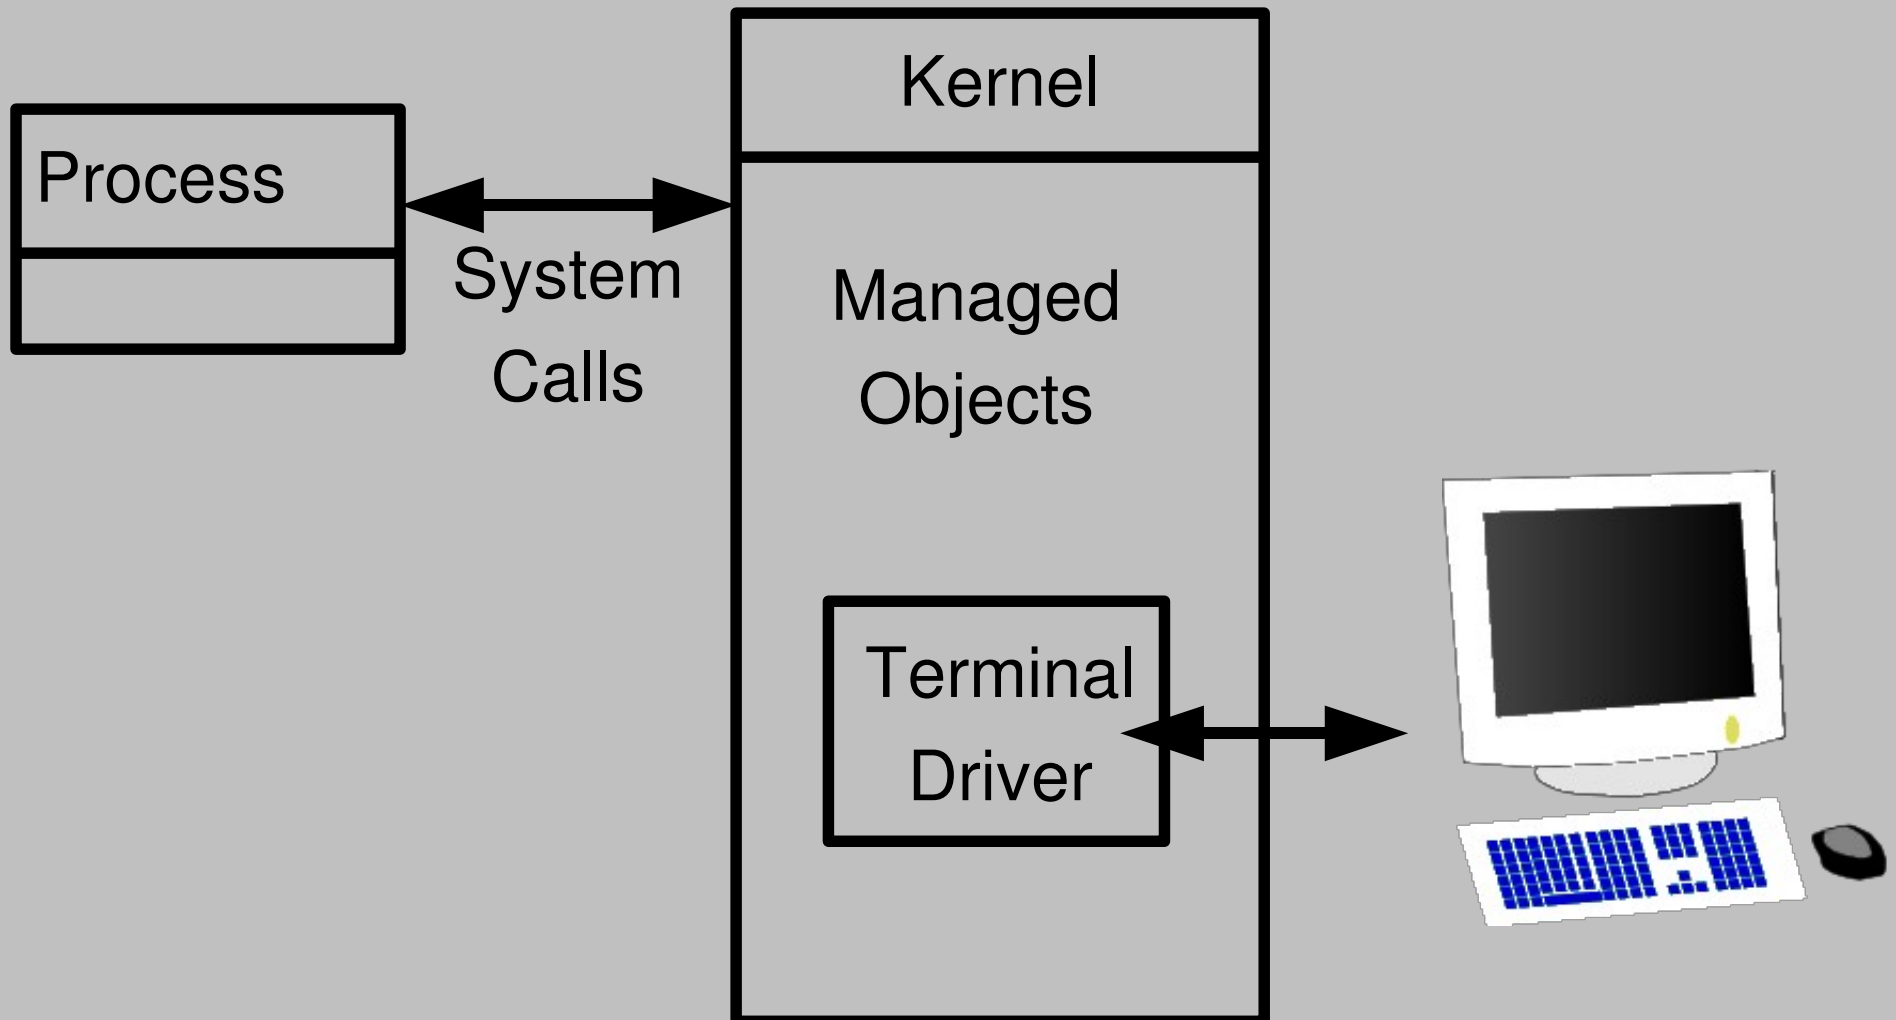 Kernel
Process
System
Calls
Managed
Objects
Terminal
Driver